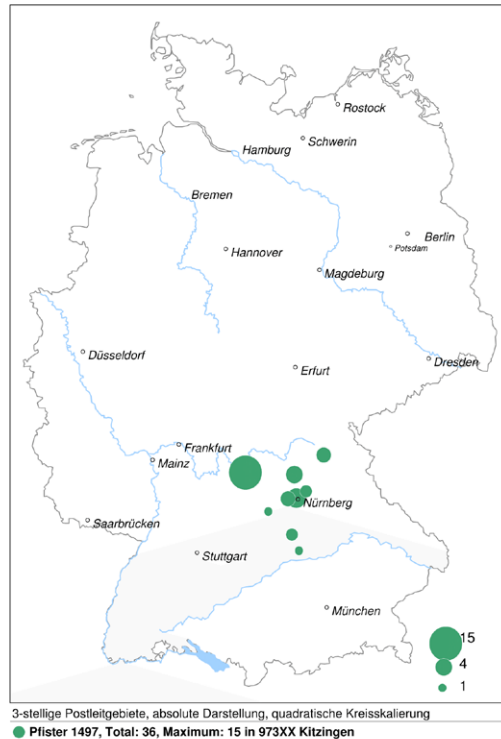 Rostock
Schwerin
Hamburg
Bremen
Berlin
Potsdam
Hannover
Magdeburg
Düsseldorf
Dresden
Erfurt
Frankfurt
Mainz
Nürnberg
Saarbrücken
Stuttgart
München
15
4
1
3-stellige Postleitgebiete, absolute Darstellung, quadratische Kreisskalierung
Pfister 1497, Total: 36, Maximum: 15 in 973XX Kitzingen